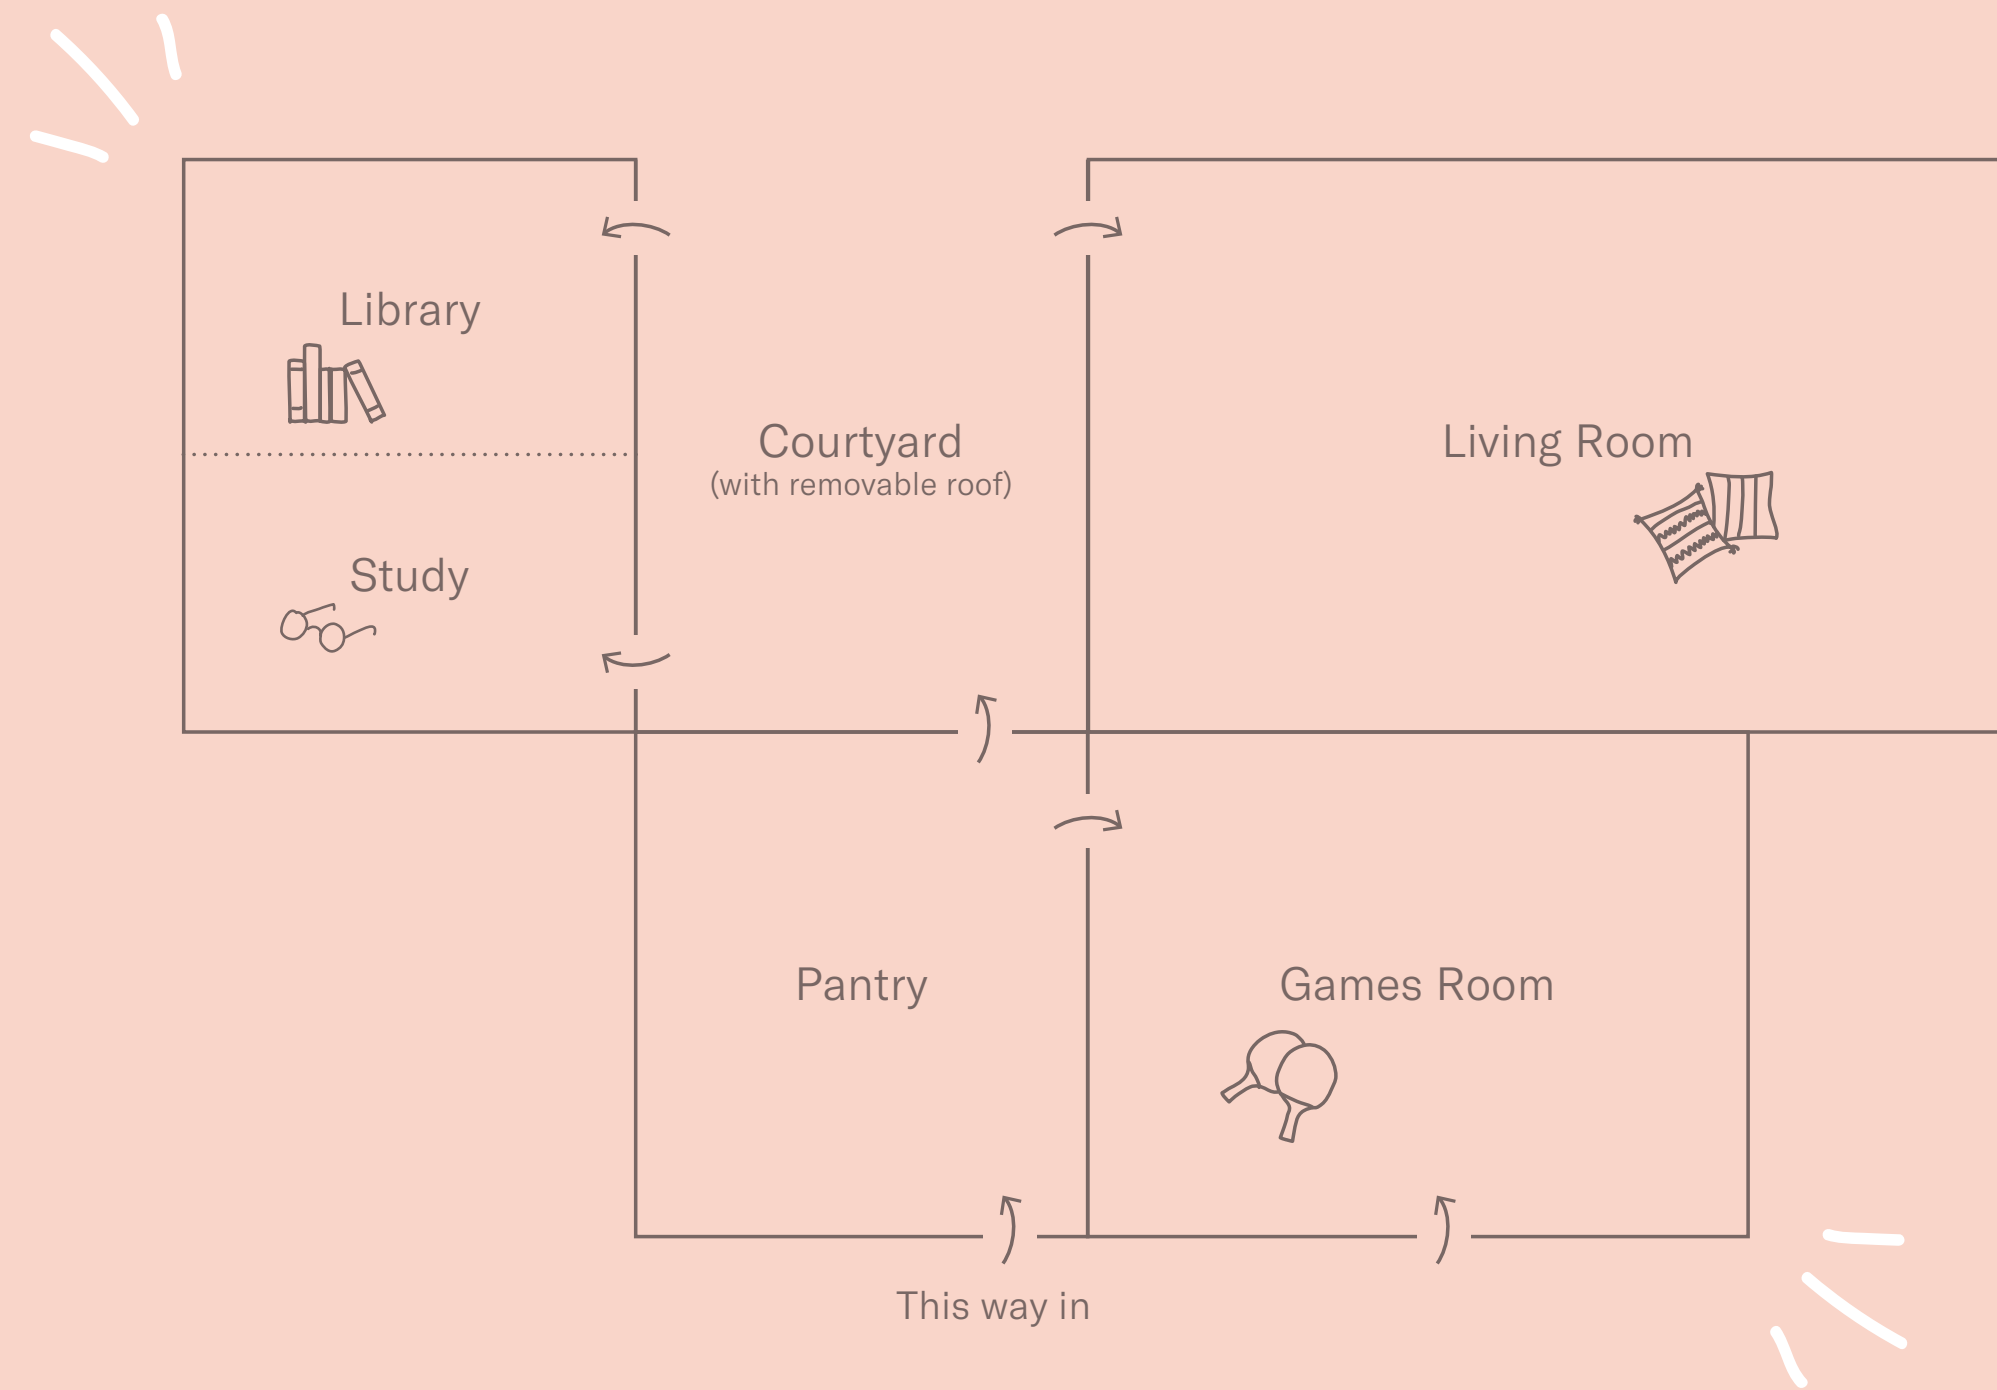 Library
Courtyard
(with removable roof)
Living Room
Study
Pantry
Games Room
This way in